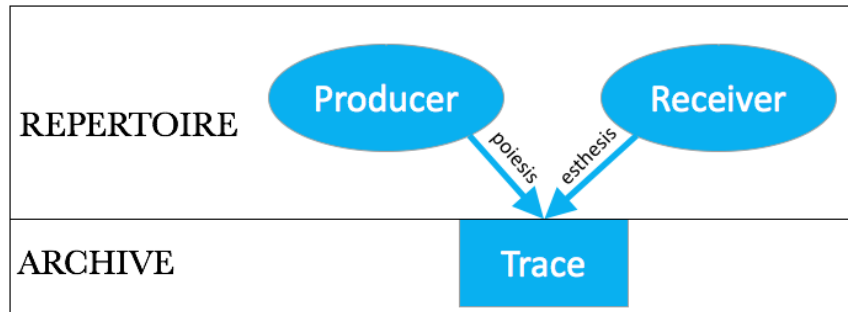 Producer
Receiver
REPERTOIRE
poiesis
esthesis
ARCHIVE
Trace